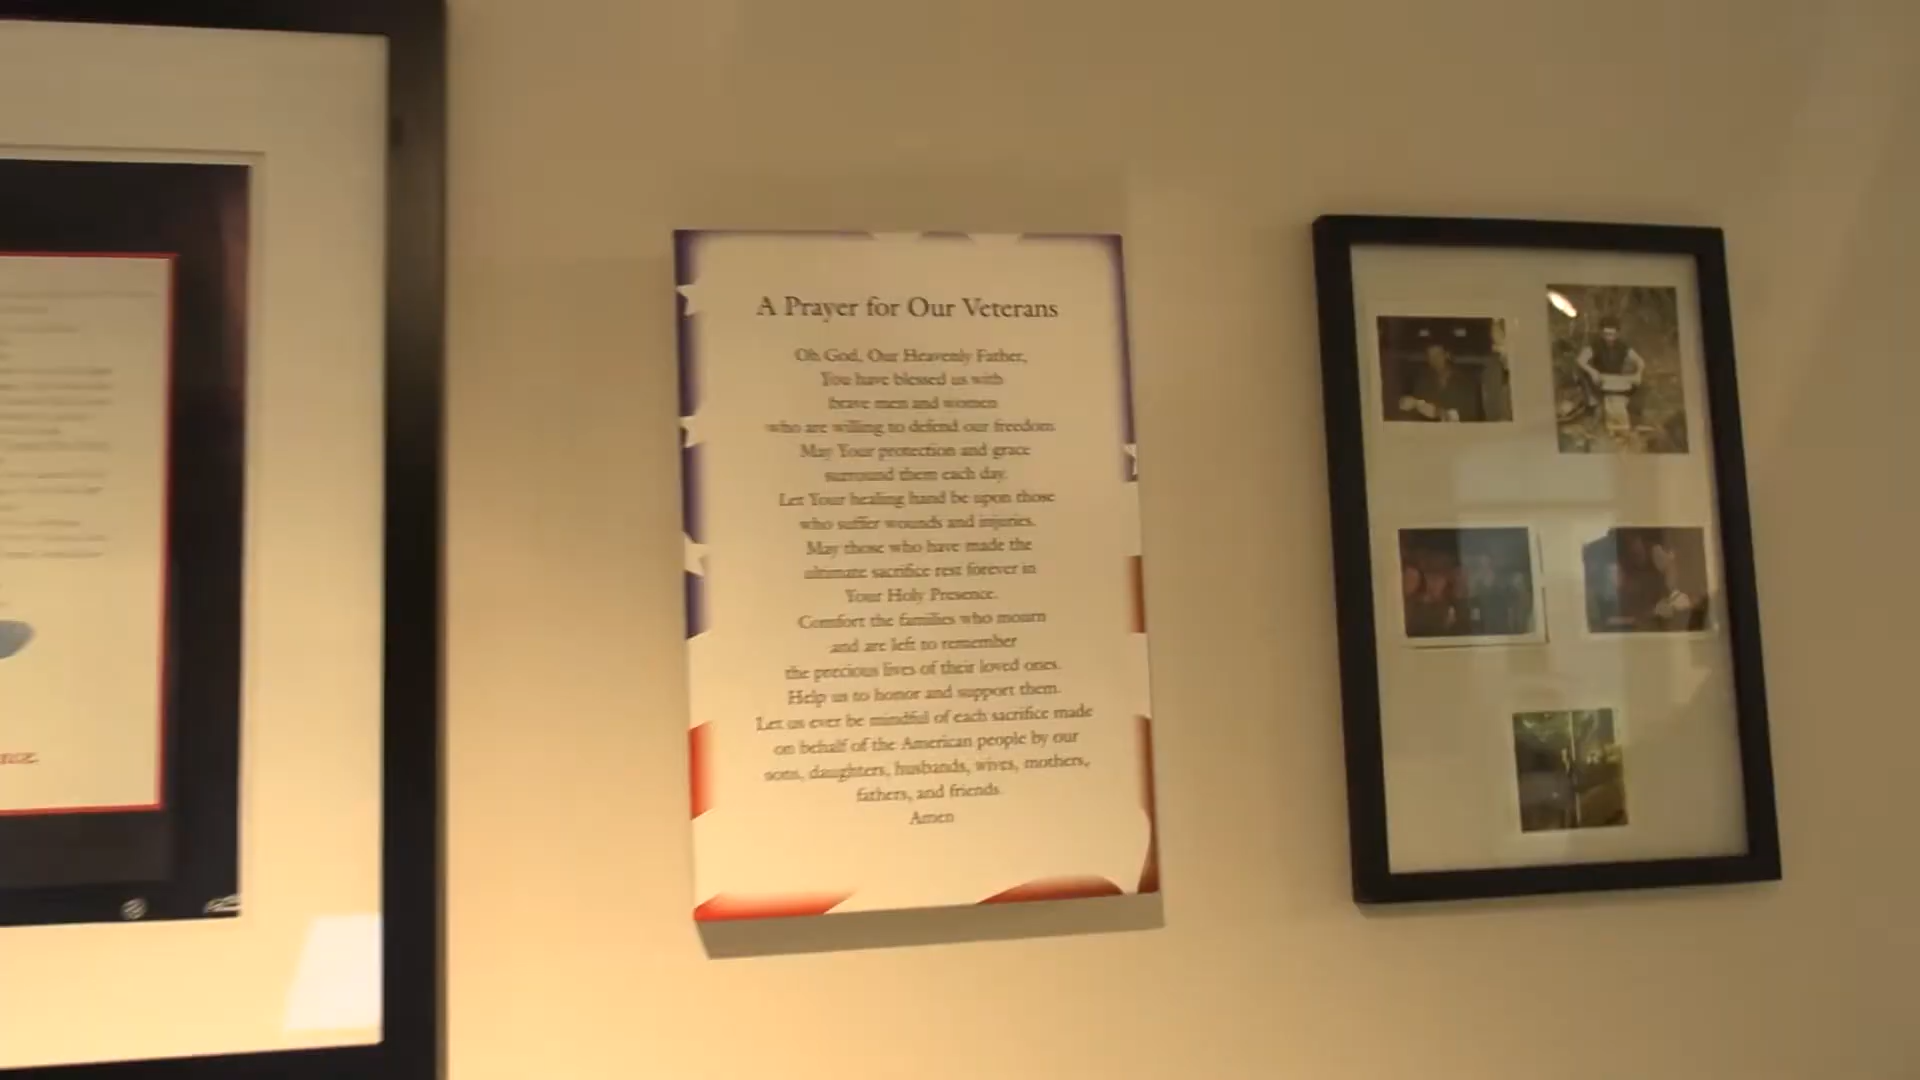 A Prayer for Our Veterans
Oh God, Our Heavenly Father,
You have blessed us with
brave men and women
who are willing to defend our freedom
May Your protection and grace
surround them each day.
Let Your healing hand be upon those
who suffer wounds and injuries.
May those who have made the
ultimate sacrifice rest forever in
Your Holy Presence.
Comfort the families who mourn
and are left to remember
the precious lives of their loved ones.
Help us to honor and support them.
Let us ever be mindful of each sacrifice made
on behalf of the American people by our
sons, daughters, husbands, wives, mothers,
fathers, and friends.
Amen